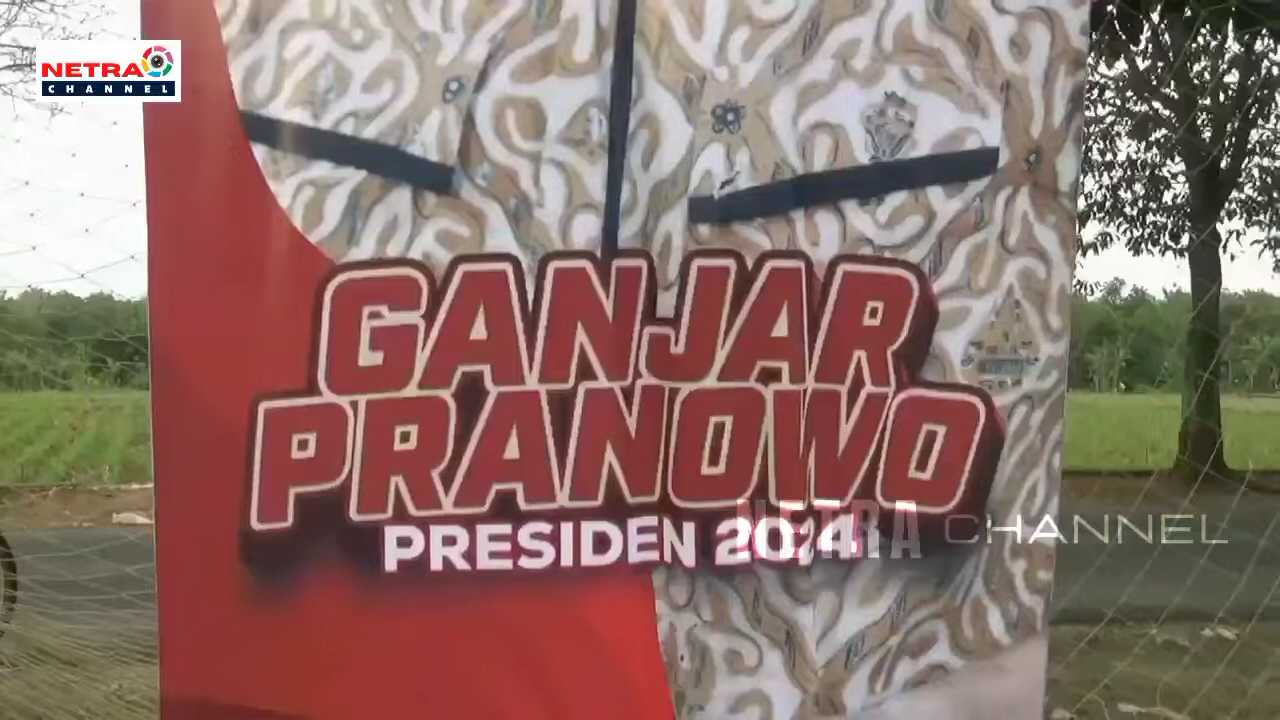 NETRA
CHANNEL
GANJAR
PRANOWO
PRESIDEN 2024
NETRA CHANNEL